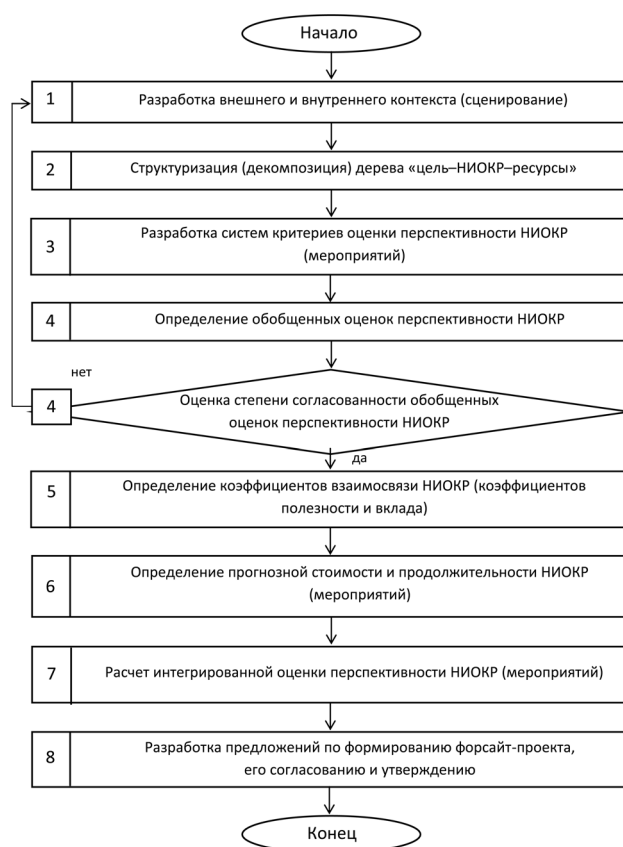 Начало
1
Разработка внешнего и внутреннего контекста (сценирование)
2
Структуризация (декомпозиция) дерева «цель–НИОКР–ресурсы»
3
Разработка систем критериев оценки перспективности НИОКР
(мероприятий)
4
Определение обобщенных оценок перспективности НИОКР
нет
4
Оценка степени согласованности обобщенных
оценок перспективности НИОКР
да
5
Определение коэффициентов взаимосвязи НИОКР (коэффициентов
полезности и вклада)
6
Определение прогнозной стоимости и продолжительности НИОКР
(мероприятий)
7
Расчет интегрированной оценки перспективности НИОКР (мероприятий)
8
Разработка предложений по формированию форсайт-проекта,
его согласованию и утверждению
Конец